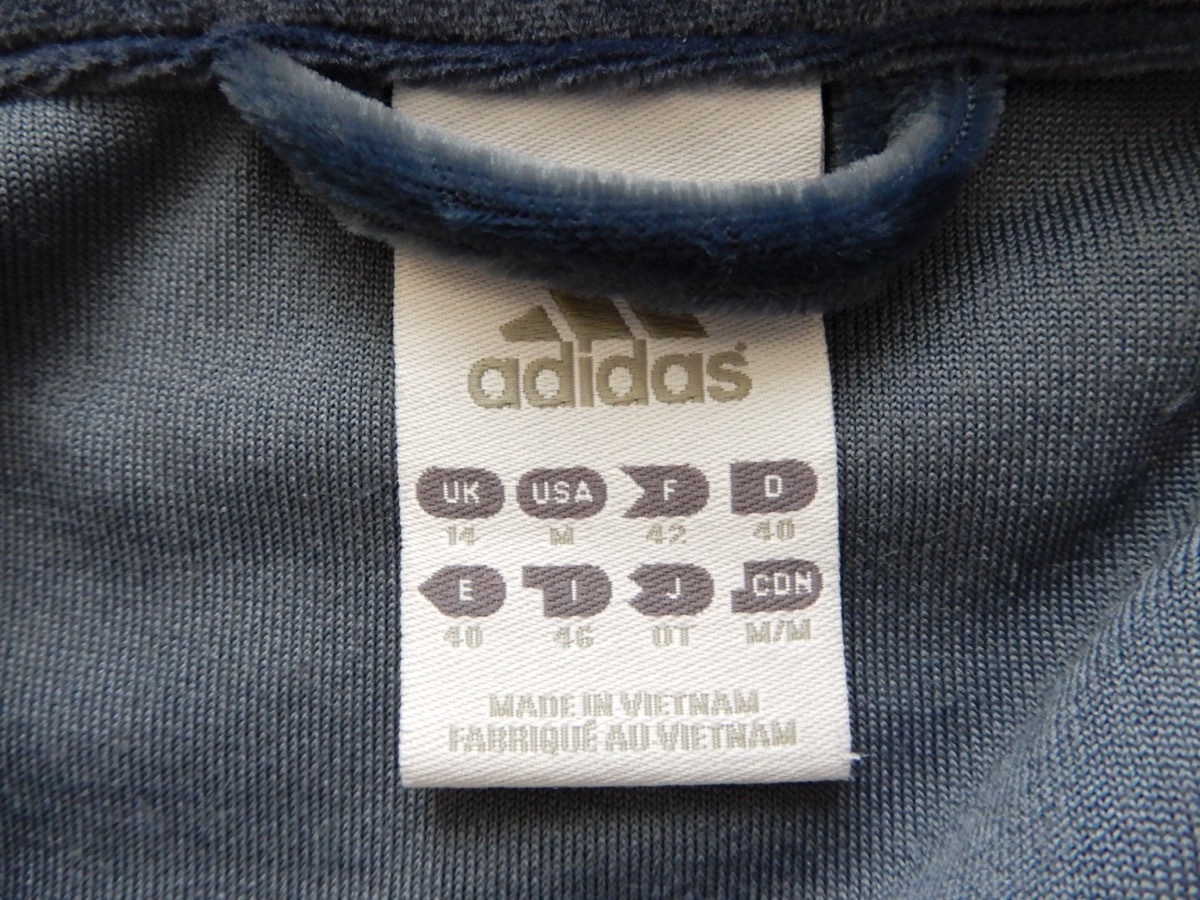 adidas®
UK USA F D
14 M 42 40
E I J CDN
40 46 OT M/M
MADE IN VIETNAM
FABRIQUÉ AU VIETNAM